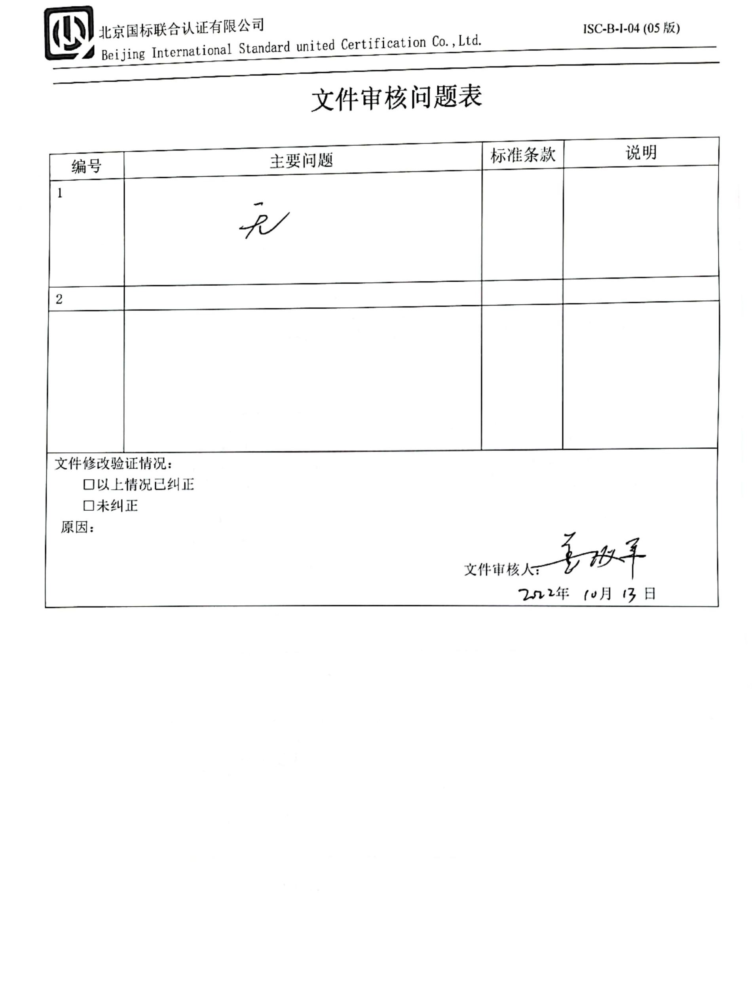 北京国标联合认证有限公司
ISC-B-I-04 (05 版)
Beijing International Standard united Certification Co.,Ltd.
文件审核问题表
编号 主要问题 标准条款 说明
1 无
2
文件修改验证情况：
□以上情况已纠正
□未纠正
原因：
文件审核人：
2022年 10月 13日